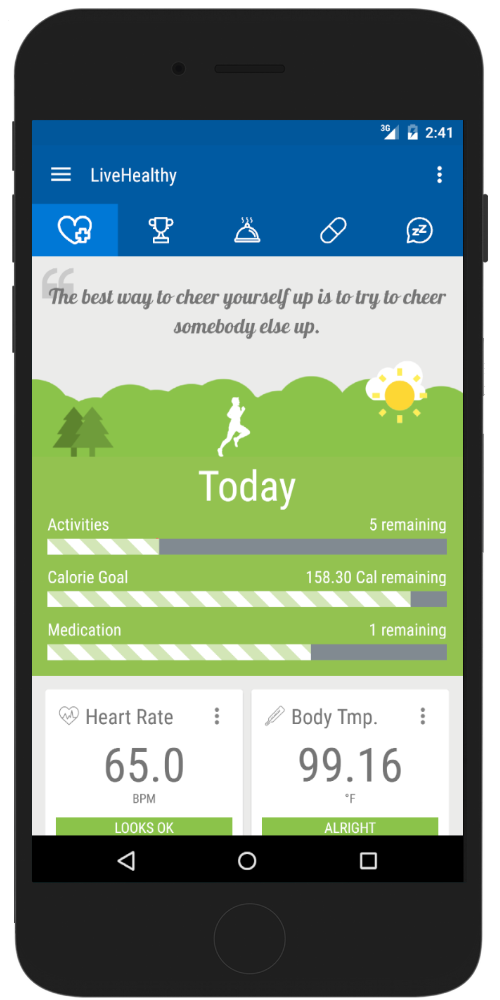 3G 2:41
LiveHealthy
zZ
“
The best way to cheer yourself up is to try to cheer
somebody else up.
Today
Activities 5 remaining
Calorie Goal 158.30 Cal remaining
Medication 1 remaining
Heart Rate Body Tmp.
65.0 99.16
BPM °F
LOOKS OK ALRIGHT